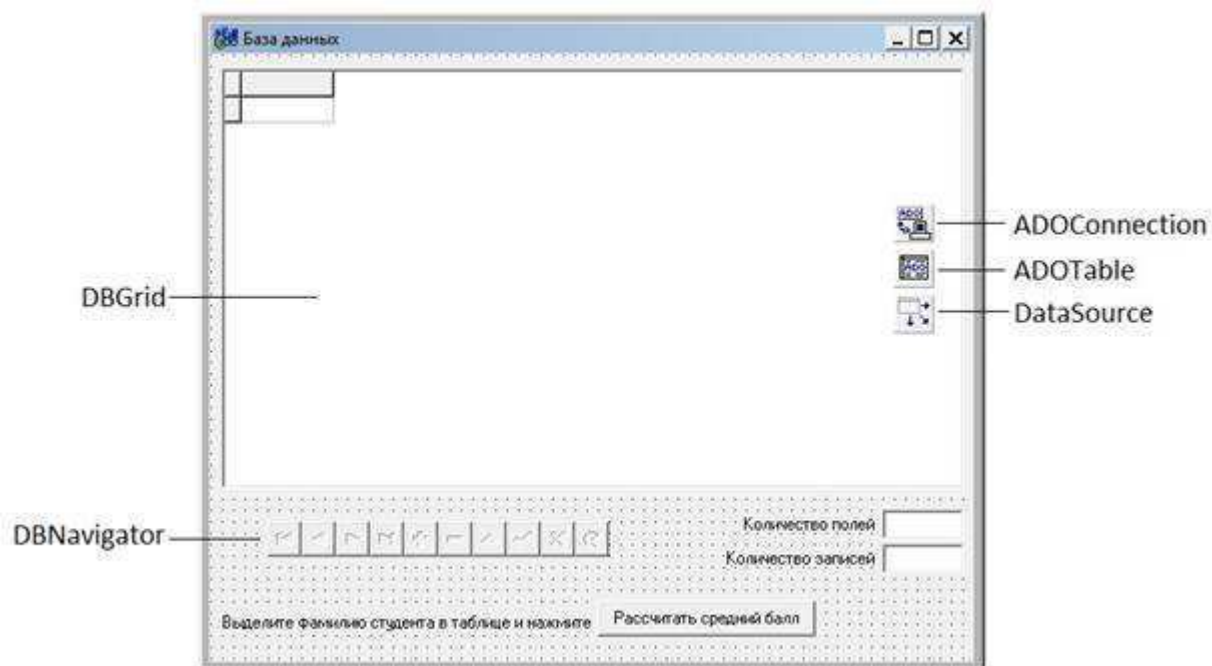 База данных
ADOConnection
ADOTable
DataSource
DBGrid
DBNavigator
Количество полей
Количество записей
Выделите фамилию студента в таблице и нажмите
Рассчитать средний балл